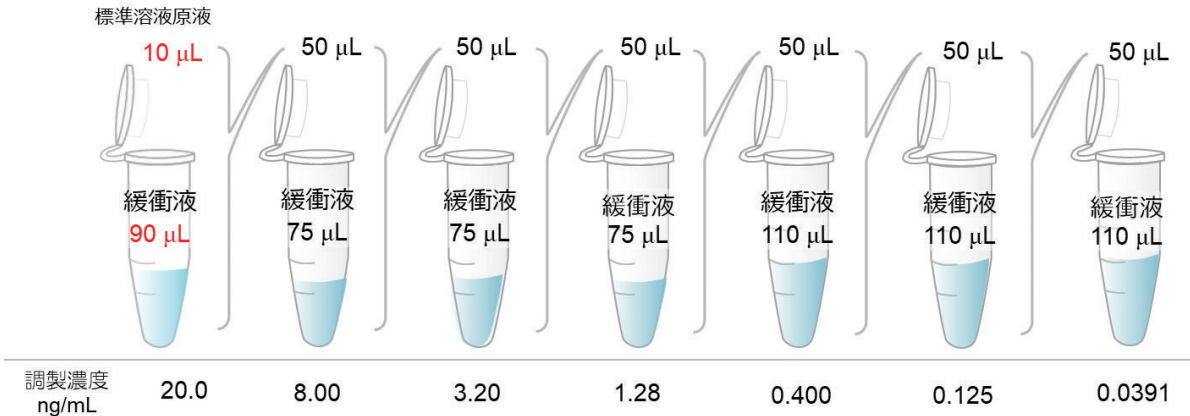 標準溶液原液
10 μL 50 μL 50 μL 50 μL 50 μL 50 μL 50 μL
緩衝液 緩衝液 緩衝液 緩衝液 緩衝液 緩衝液 緩衝液
90 μL 75 μL 75 μL 75 μL 110 μL 110 μL 110 μL
調製濃度
ng/mL 20.0 8.00 3.20 1.28 0.400 0.125 0.0391